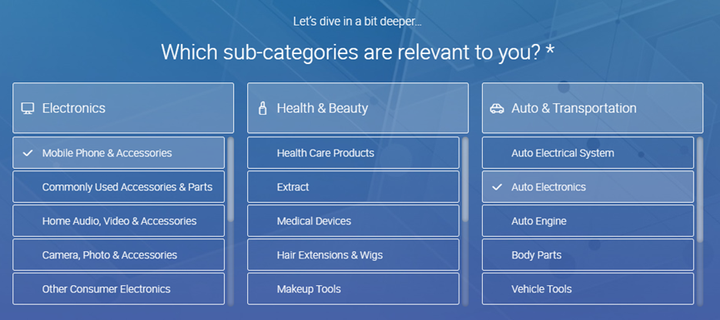 Let's dive in a bit deeper...
Which sub-categories are relevant to you? *
Electronics
Mobile Phone & Accessories
Commonly Used Accessories & Parts
Home Audio, Video & Accessories
Camera, Photo & Accessories
Other Consumer Electronics
Health & Beauty
Health Care Products
Extract
Medical Devices
Hair Extensions & Wigs
Makeup Tools
Auto & Transportation
Auto Electrical System
Auto Electronics
Auto Engine
Body Parts
Vehicle Tools